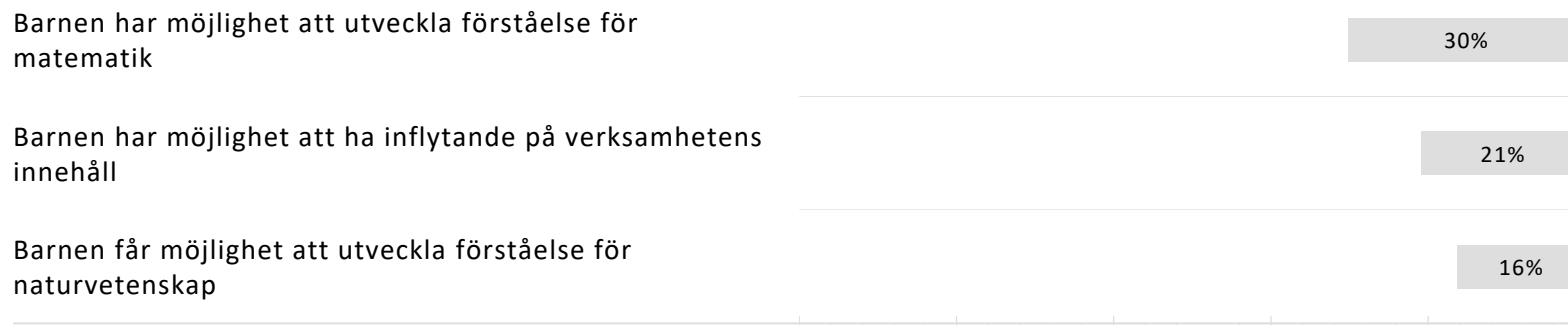 Barnen har möjlighet att utveckla förståelse för
matematik
30%
Barnen har möjlighet att ha inflytande på verksamhetens
innehåll
21%
Barnen får möjlighet att utveckla förståelse för
naturvetenskap
16%